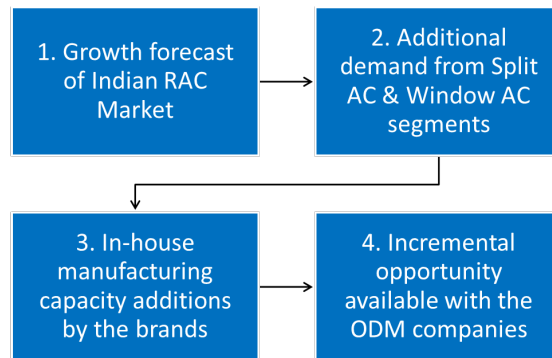 1. Growth forecast
of Indian RAC
Market
2. Additional
demand from Split
AC & Window AC
segments
3. In-house
manufacturing
capacity additions
by the brands
4. Incremental
opportunity
available with the
ODM companies